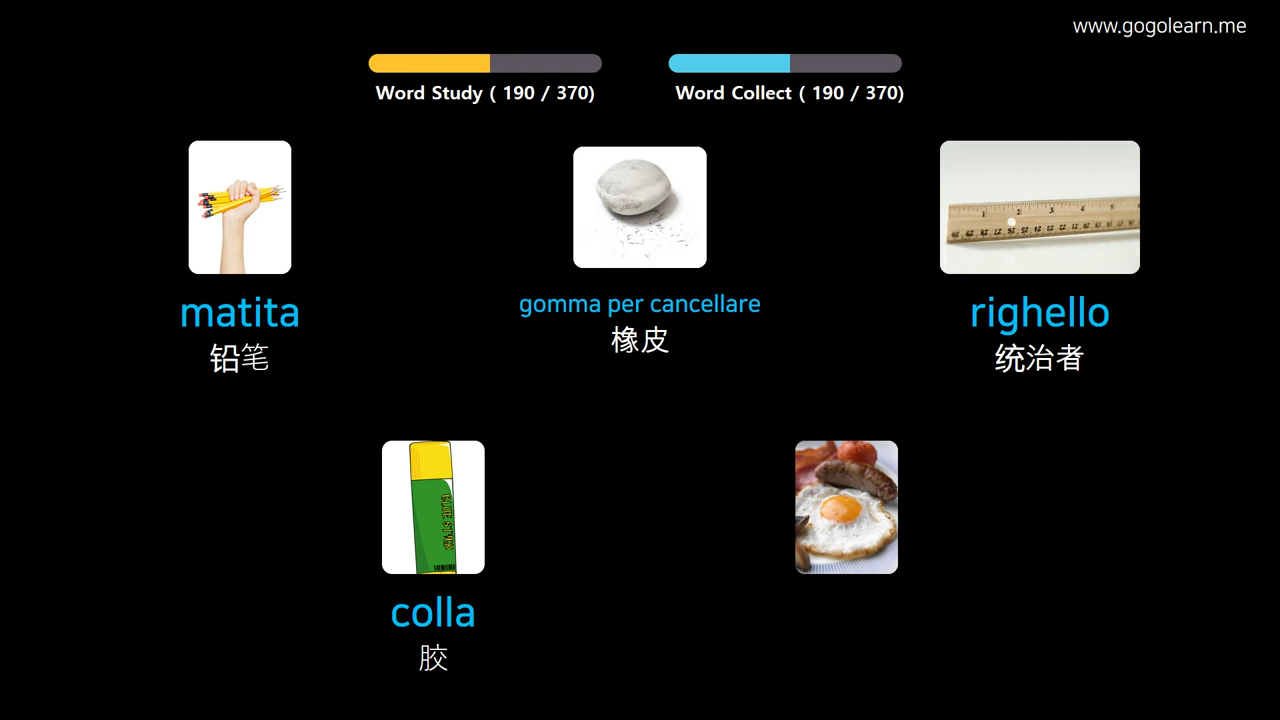 www.gogolearn.me
Word Study ( 190 / 370)
Word Collect ( 190 / 370)
matita
铅笔
gomma per cancellare
橡皮
righello
统治者
colla
胶